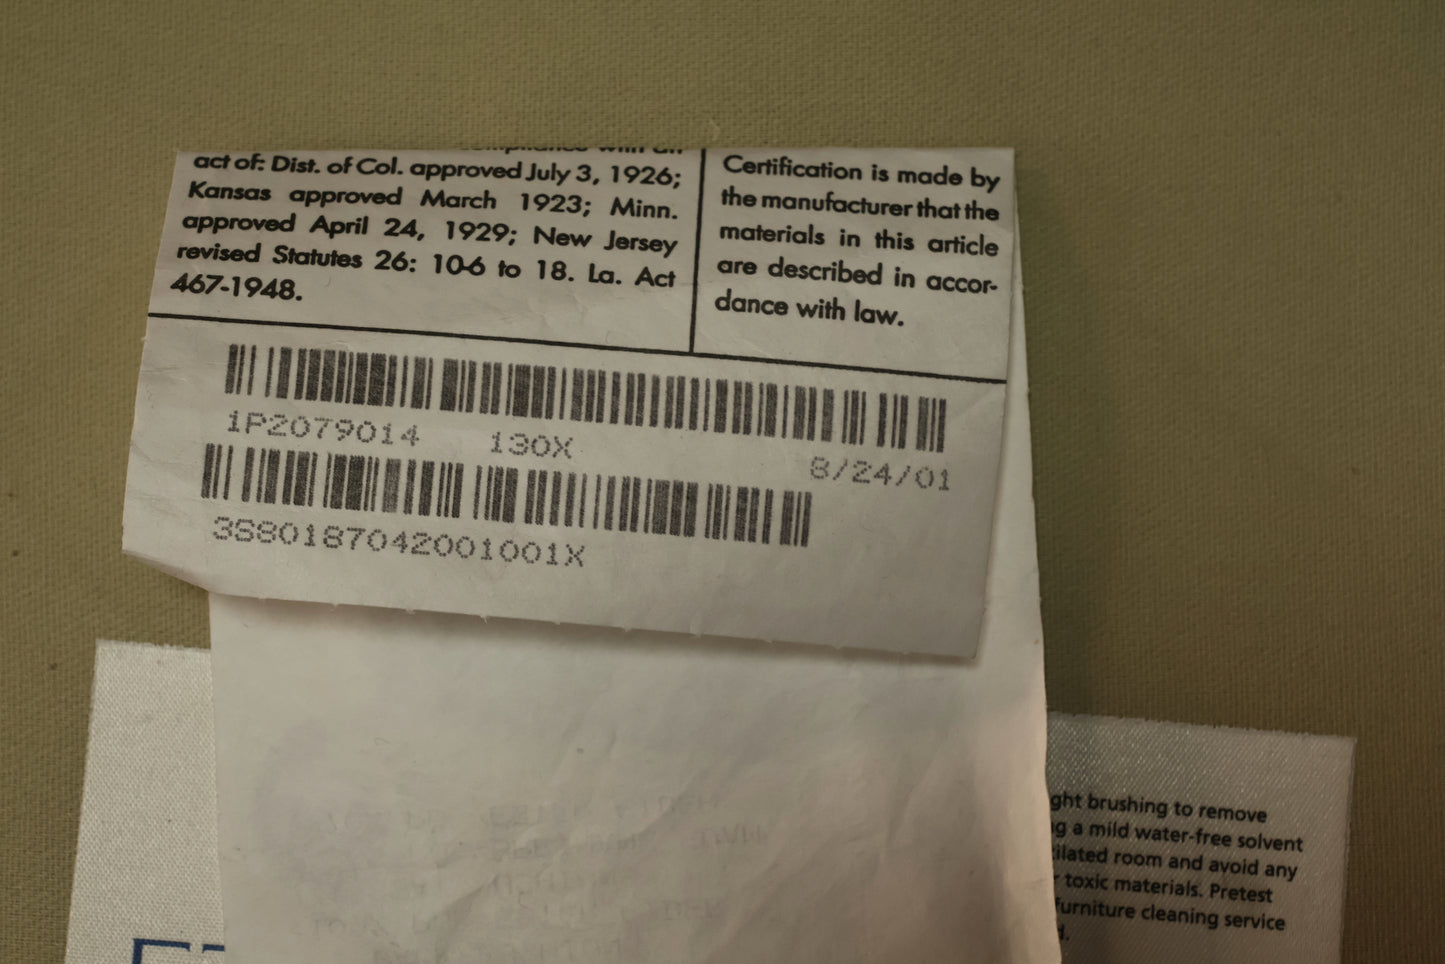 act of: Dist. of Col. approved July 3, 1926;
Kansas approved March 1923; Minn.
approved April 24, 1929; New Jersey
revised Statutes 26: 10-6 to 18. La. Act
467-1948.
Certification is made by
the manufacturer that the
materials in this article
are described in accor-
dance with law.
1PZ079014 130X
8/24/01
3S80187042001001X
ght brushing to remove
g a mild water-free solvent
ilated room and avoid any
toxic materials. Pretest
furniture cleaning service
d.